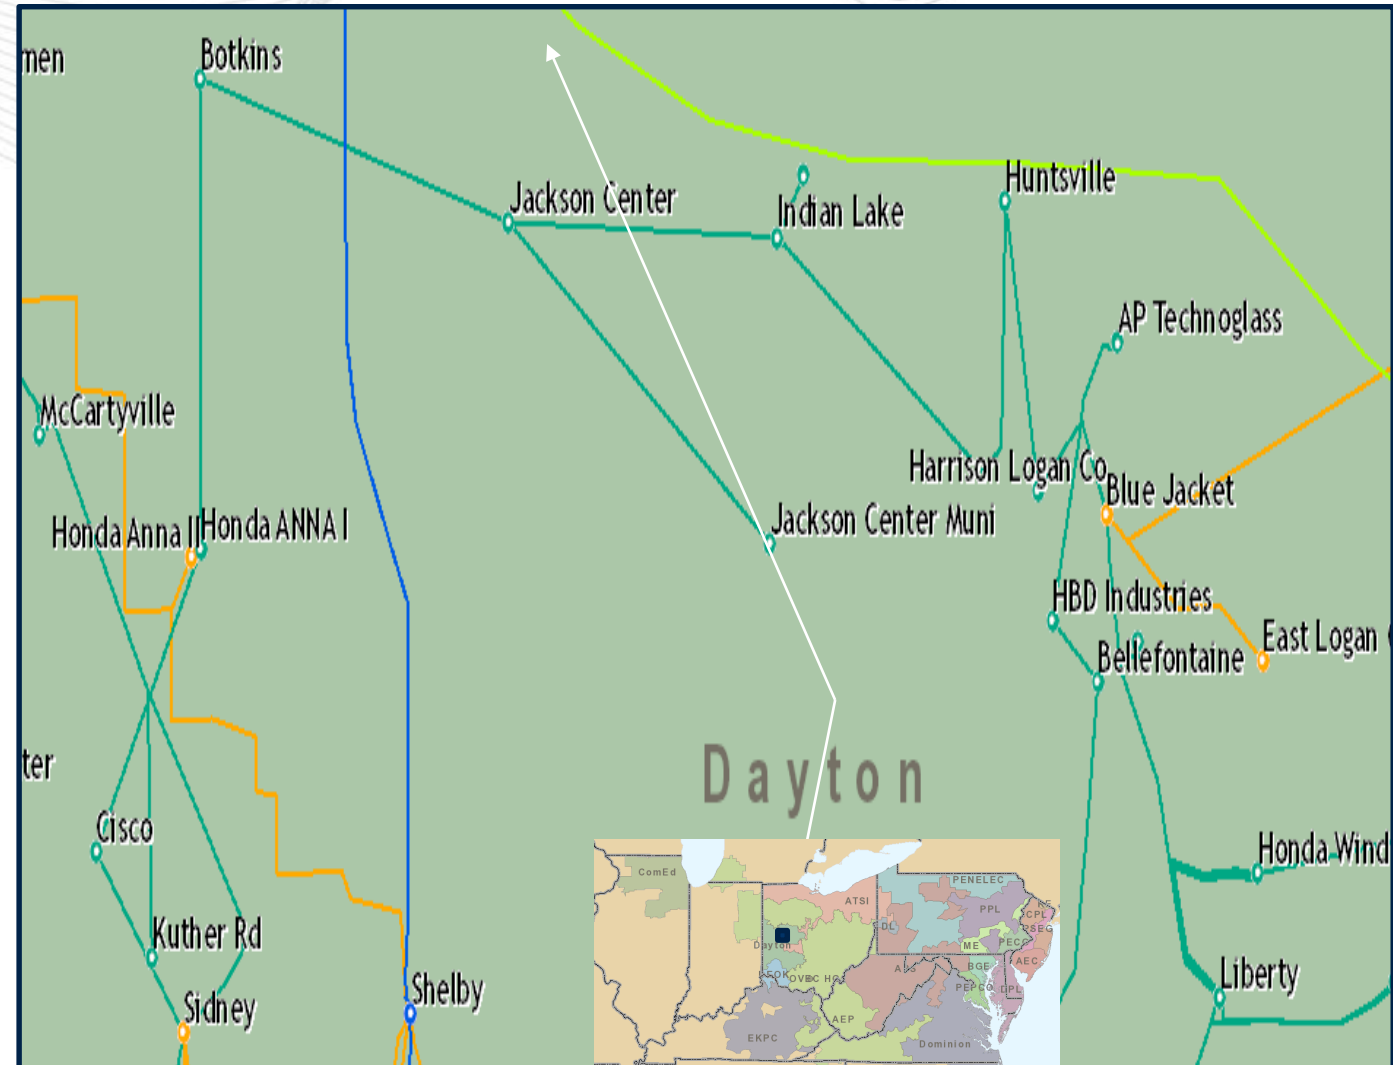 men
Botkins
Jackson Center
Indian Lake
Huntsville
AP Technoglass
McCartyville
Harrison Logan Co
Blue Jacket
Honda Anna II
Honda ANNA I
Jackson Center Muni
HBD Industries
East Logan
Bellefontaine
Dayton
ter
Cisco
Honda Wind
Kuther Rd
Liberty
Shelby
Sidney
ComEd
PENELEC
ATSI
PPL
CPL
PSEG
DL
ME
PECO
Dayton
AEC
BGE
PEPCO
DPL
AEP
EKPC
Dominion